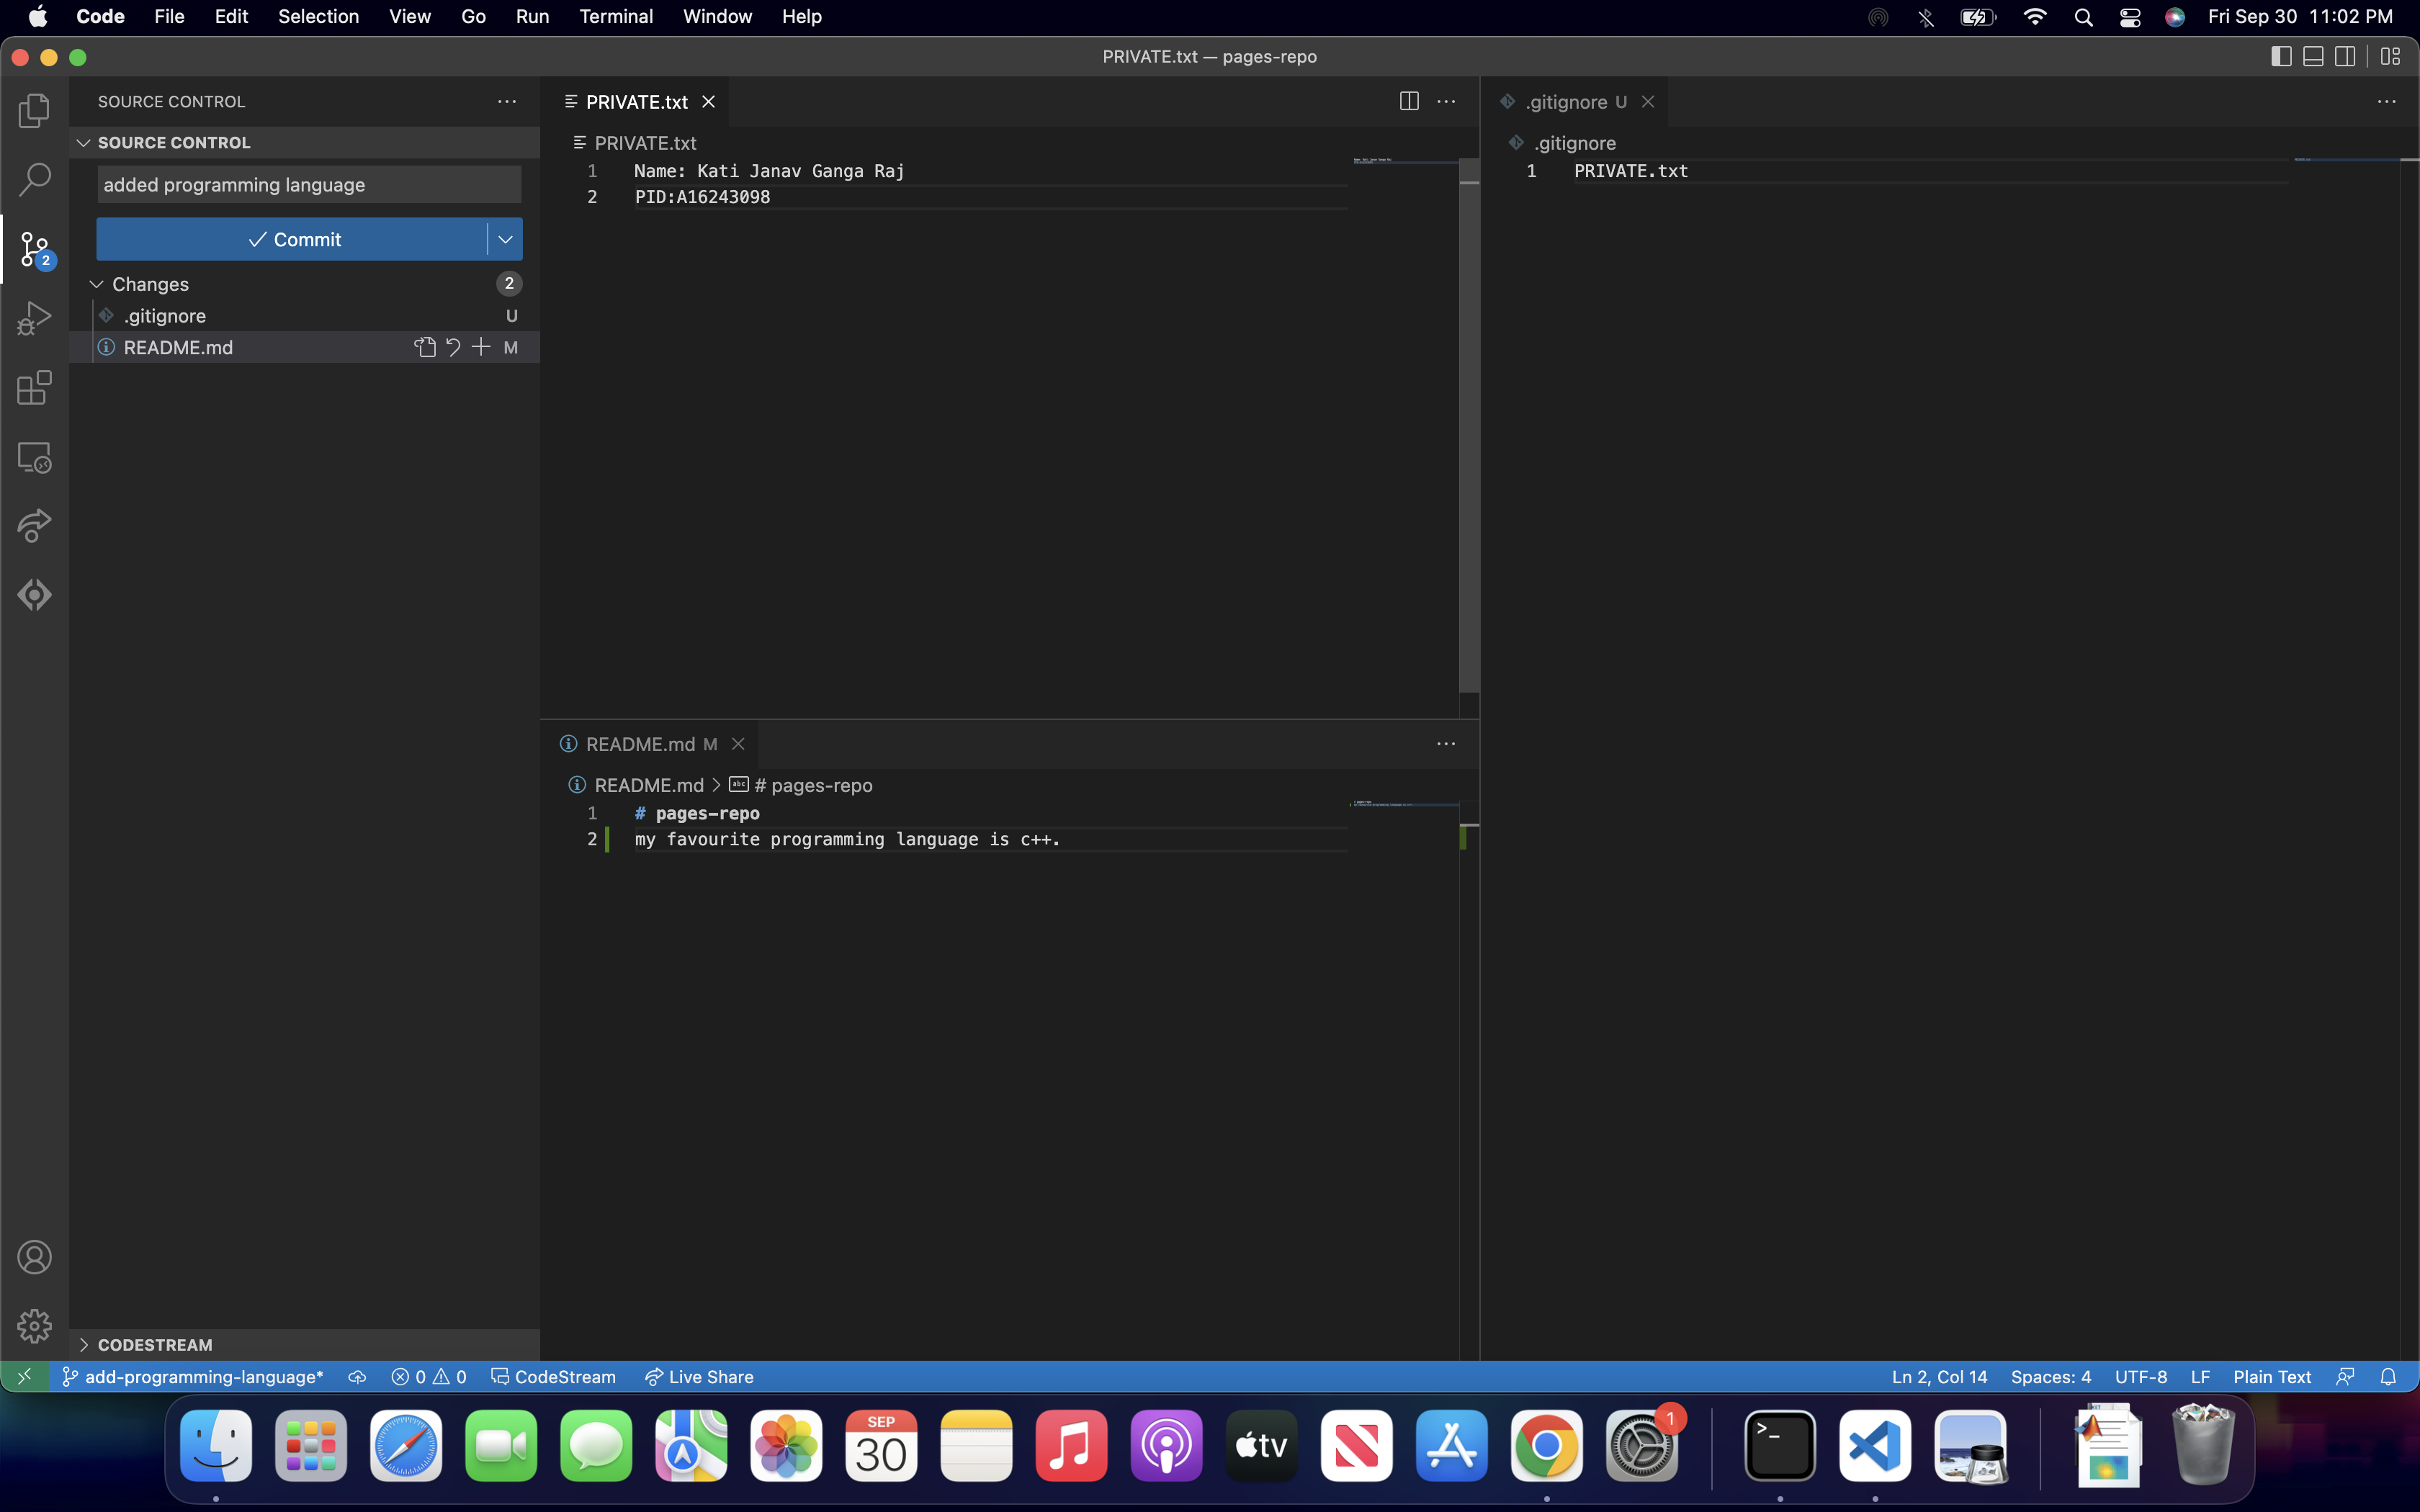 Code File Edit Selection View Go Run Terminal Window Help Fri Sep 30 11:02 PM
PRIVATE.txt — pages-repo
SOURCE CONTROL
SOURCE CONTROL
added programming language
Commit
2
Changes 2
.gitignore U
README.md M
CODESTREAM
PRIVATE.txt
PRIVATE.txt
1 Name: Kati Janav Ganga Raj
2 PID:A16243098
README.md M
README.md > abc # pages-repo
1 # pages-repo
2 my favourite programming language is c++.
.gitignore U
.gitignore
1 PRIVATE.txt
add-programming-language* 0 0 CodeStream Live Share Ln 2, Col 14 Spaces: 4 UTF-8 LF Plain Text
SEP
30
tv
1
>_